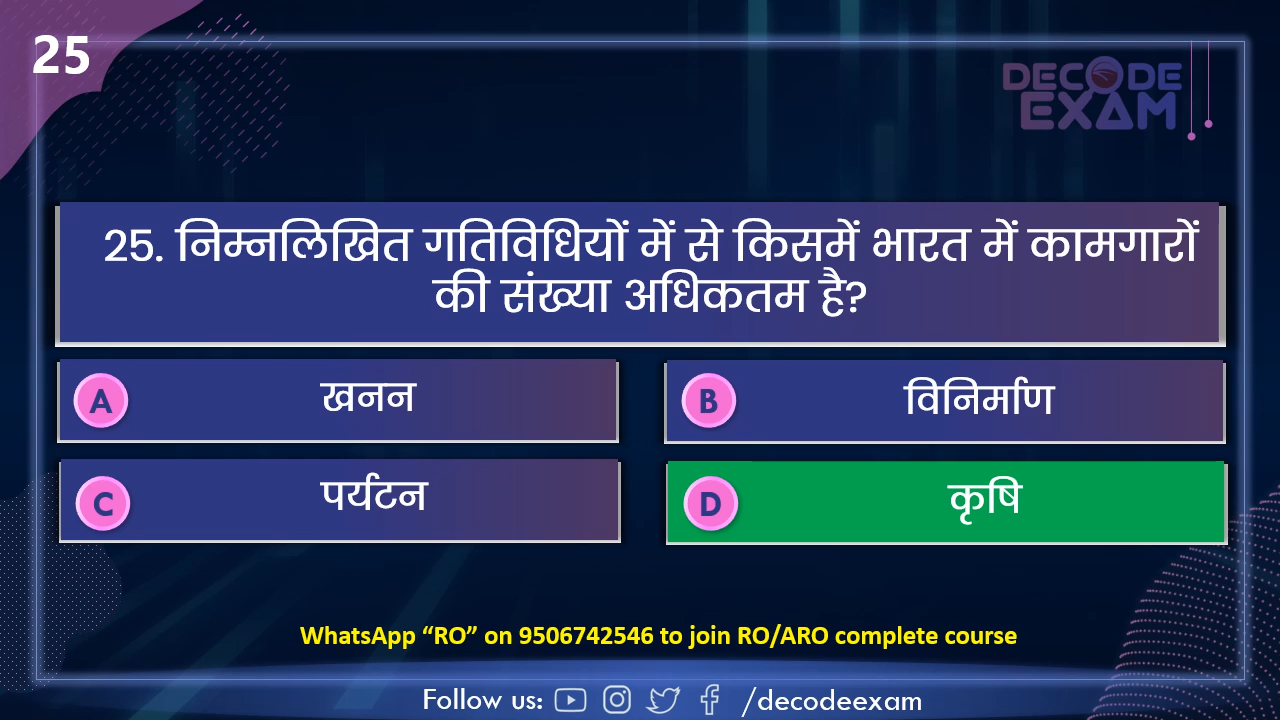 25
DECODE
EXAM
25. निम्नलिखित गतिविधियों में से किसमें भारत में कामगारों
की संख्या अधिकतम है?
A खनन
B विनिर्माण
C पर्यटन
D कृषि
WhatsApp “RO” on 9506742546 to join RO/ARO complete course
Follow us: /decodeexam